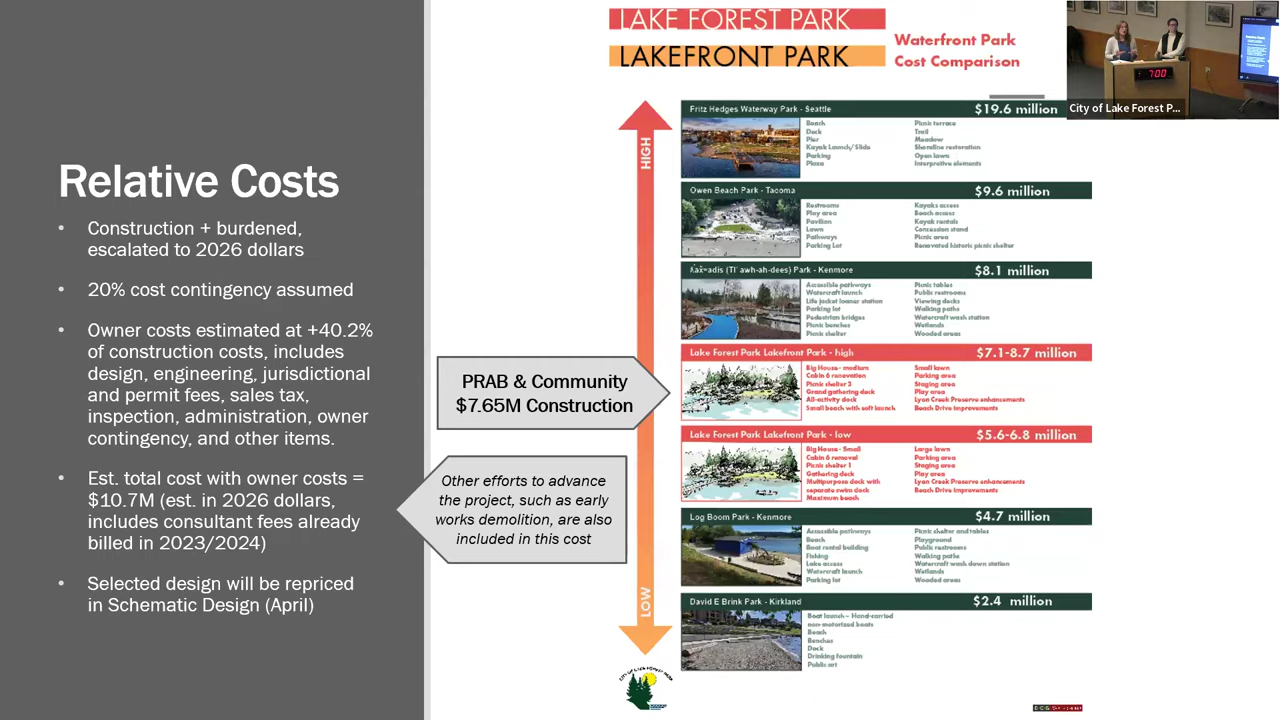 Relative Costs
• Construction + burdened,
escalated to 2026 dollars
• 20% cost contingency assumed
• Owner costs estimated at +40.2%
of construction costs, includes
design, engineering, jurisdictional
and permit fees, sales tax,
inspection, administration, owner
contingency, and other items.
• Est. total cost with owner costs =
$10.7M (est. in 2026 dollars,
includes consultant fees already
billed in 2023/2024)
• Selected design will be repriced
in Schematic Design (April)
PRAB & Community
$7.65M Construction
Other efforts to advance
the project, such as early
works demolition, are also
included in this cost
LAKE FOREST PARK
LAKEFRONT PARK
Waterfront Park
Cost Comparison
HIGH
LOW
Fritz Hedges Waterway Park - Seattle $19.6 million
Beach
Dock
Pier
Kayak Launch/Slide
Parking
Plaza
Picnic terrace
Trail
Meadow
Shoreline restoration
Open lawn
Interpretive elements
Owen Beach Park - Tacoma $9.6 million
Restrooms
Play area
Pavilion
Lawn
Pathways
Parking Lot
Kayaks access
Beach access
Kayak rentals
Concession stand
Picnic area
Renovated historic picnic shelter
(Tl' awh-ah-dees) Park - Kenmore $8.1 million
Accessible pathways
Watercraft launch
Life jacket loaner station
Parking lot
Pedestrian bridges
Picnic benches
Picnic shelter
Picnic tables
Public restrooms
Viewing decks
Walking paths
Watercraft wash station
Wetlands
Wooded areas
Lake Forest Park Lakefront Park - high $7.1-8.7 million
Big House - medium
Cabin 6 renovation
Picnic shelter 3
Grand gathering deck
All-activity dock
Small beach with soft launch
Small lawn
Parking area
Staging area
Play area
Lyon Creek Preserve enhancements
Beach Drive improvements
Lake Forest Park Lakefront Park - low $5.6-6.8 million
Big House - Small
Cabin 6 removal
Picnic shelter 1
Gathering deck
Multipurpose dock with
separate swim dock
Maximum beach
Large lawn
Parking area
Staging area
Play area
Lyon Creek Preserve enhancements
Beach Drive improvements
Log Boom Park - Kenmore $4.7 million
Accessible pathways
Beach
Boat rental building
Fishing
Lake access
Watercraft launch
Parking lot
Picnic shelter and tables
Playground
Public restrooms
Walking paths
Watercraft wash down station
Wetlands
Wooded areas
David E Brink Park - Kirkland $2.4 million
Boat launch - Hand-carried
non-motorized boats
Beach
Benches
Dock
Drinking fountain
Public art
7:00
City of Lake Forest P...